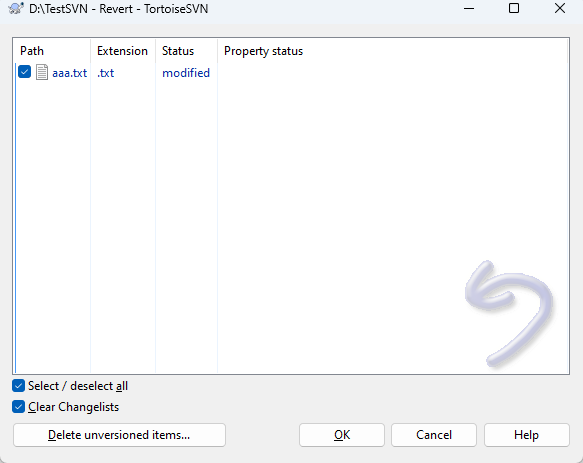 D:\TestSVN - Revert - TortoiseSVN
Path Extension Status Property status
aaa.txt .txt modified
Select / deselect all
Clear Changelists
Delete unversioned items... OK Cancel Help